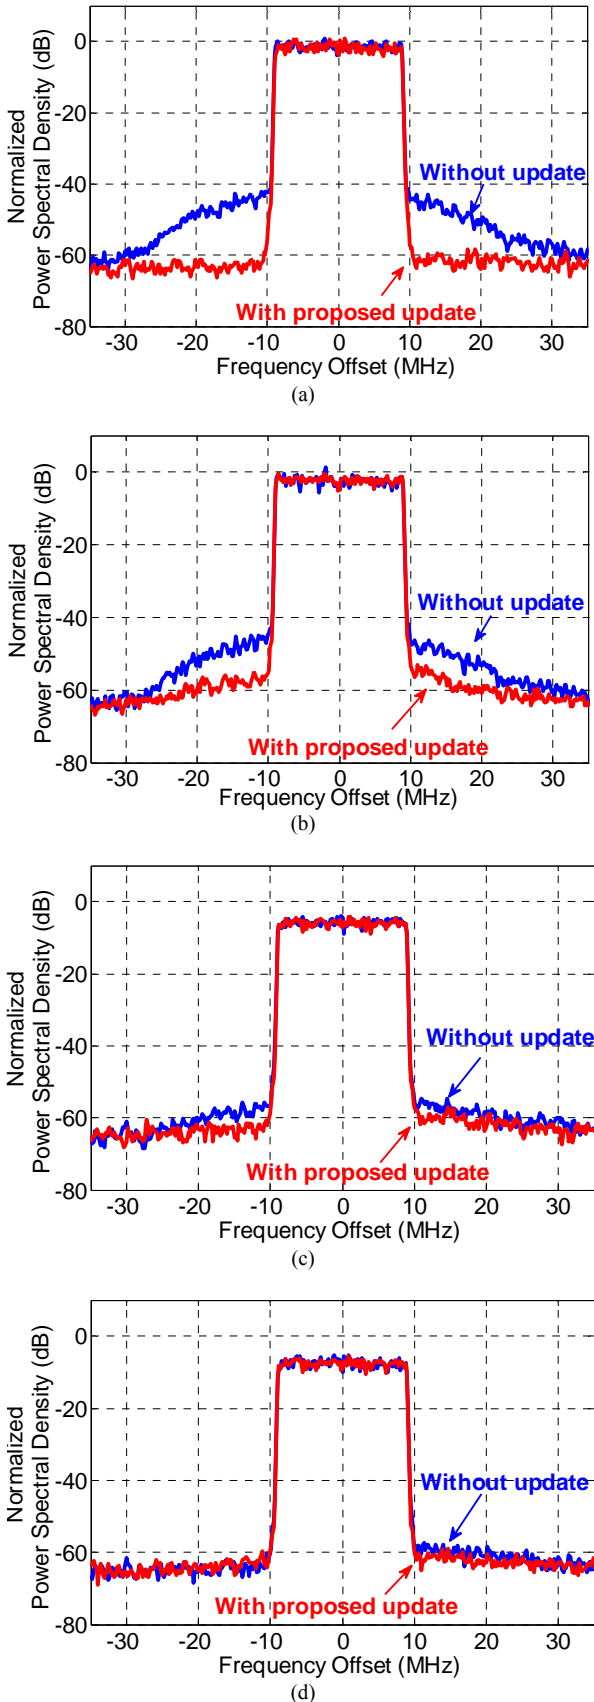 Normalized
Power Spectral Density (dB)
0
-20
-40
-60
-80
Without update
With proposed update
-30 -20 -10 0 10 20 30
Frequency Offset (MHz)
(a)
Normalized
Power Spectral Density (dB)
0
-20
-40
-60
-80
Without update
With proposed update
-30 -20 -10 0 10 20 30
Frequency Offset (MHz)
(b)
Normalized
Power Spectral Density (dB)
0
-20
-40
-60
-80
Without update
With proposed update
-30 -20 -10 0 10 20 30
Frequency Offset (MHz)
(c)
Normalized
Power Spectral Density (dB)
0
-20
-40
-60
-80
Without update
With proposed update
-30 -20 -10 0 10 20 30
Frequency Offset (MHz)
(d)